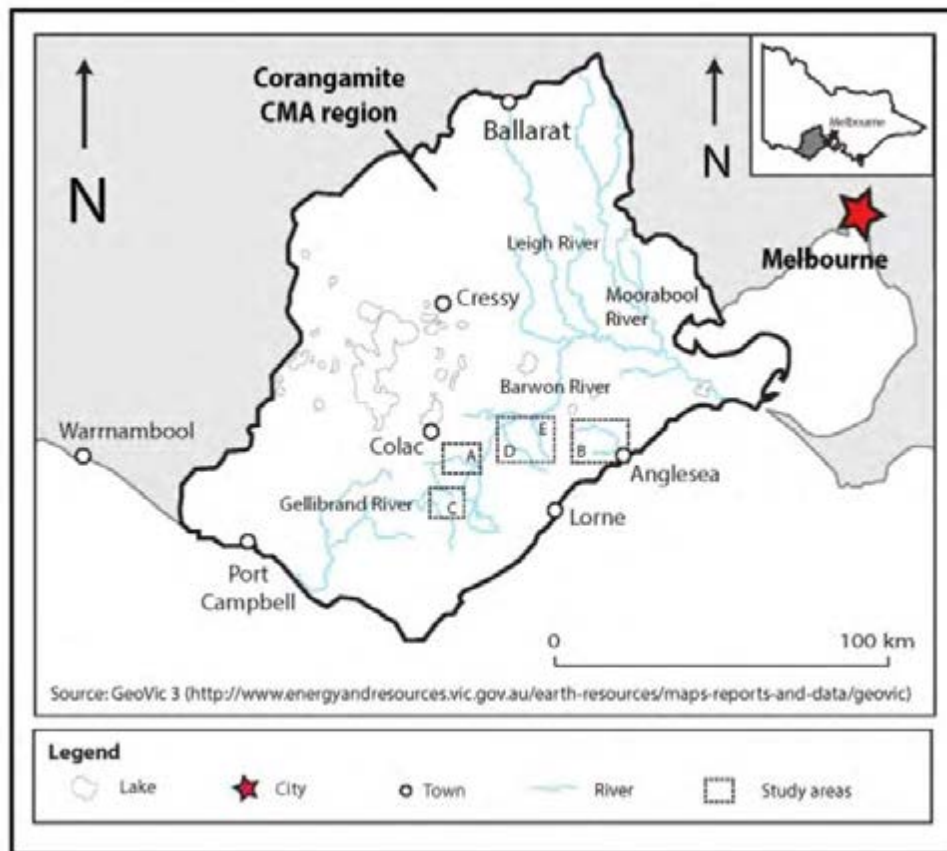 Corangamite
CMA region
N
N
Melbourne
Ballarat
Melbourne
Leigh River
Moorabool
River
Cressy
Barwon River
Warrnambool
Colac
A
D
E
B
Anglesea
Gellibrand River
C
Lorne
Port
Campbell
0
100 km
Source: GeoVic 3 (http://www.energyandresources.vic.gov.au/earth-resources/maps-reports-and-data/geovic)
Legend
Lake
City
Town
River
Study areas